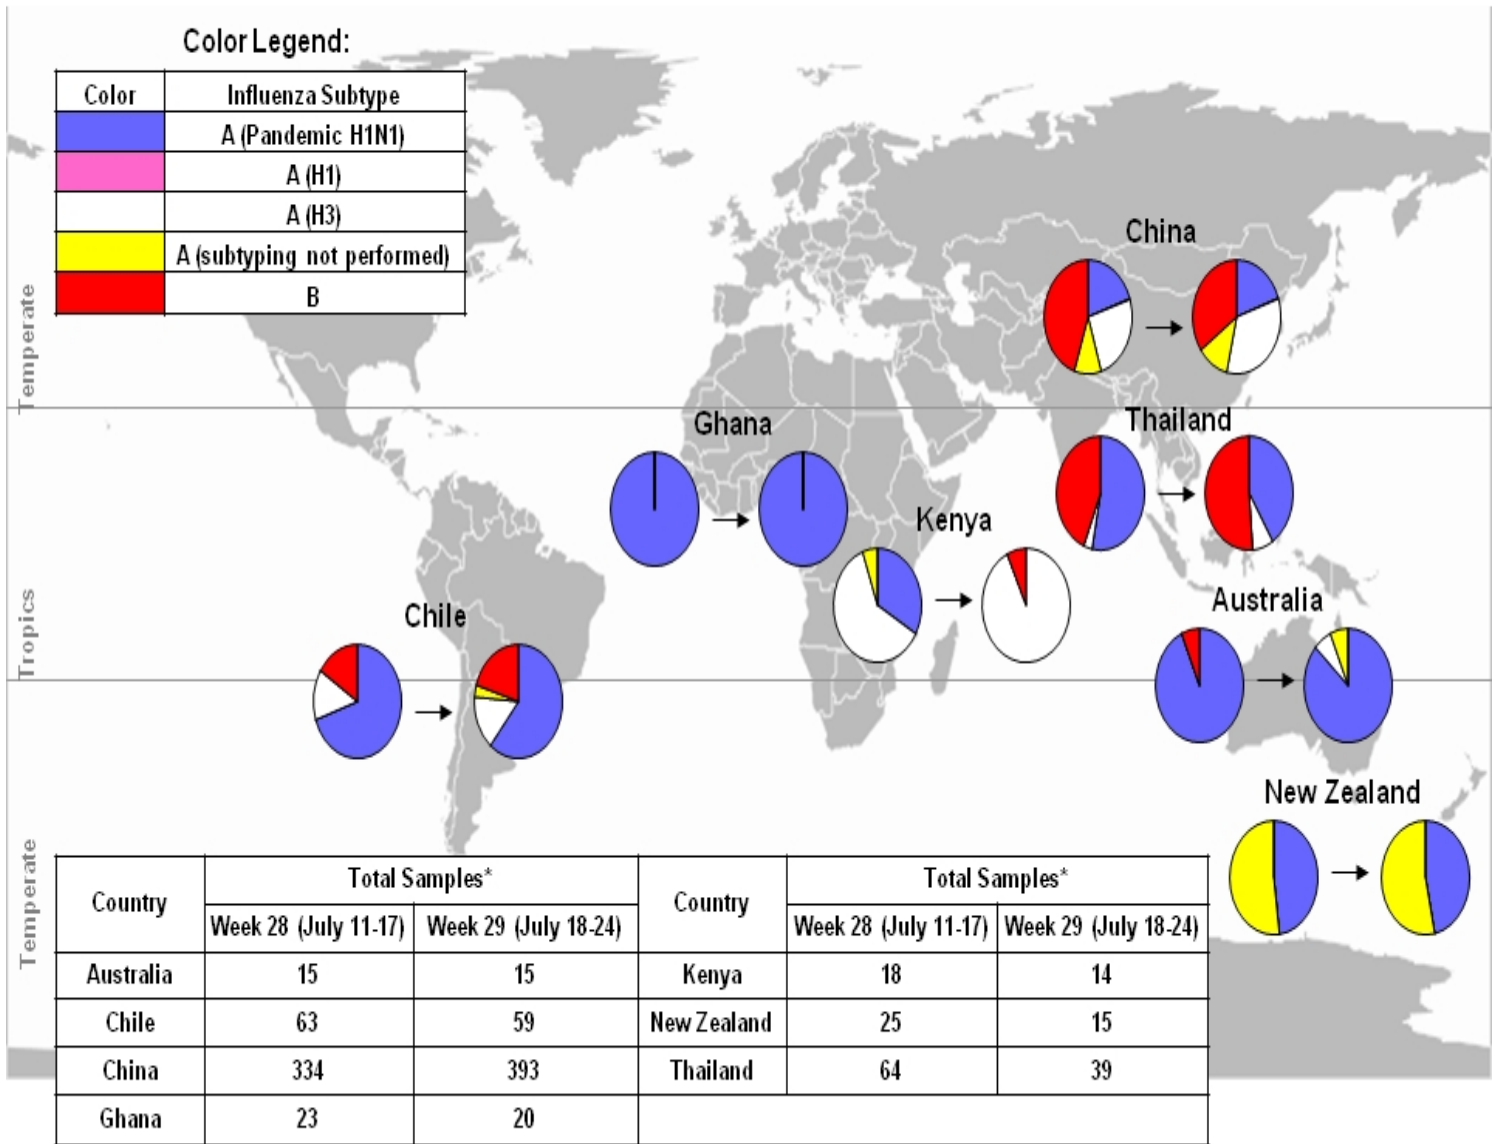 Color Legend:
Color Influenza Subtype
A (Pandemic H1N1)
A (H1)
A (H3)
A (subtyping not performed)
B
Temperate
Tropics
Temperate
China
Thailand
Ghana
Kenya
Australia
Chile
New Zealand
Country Total Samples* Country Total Samples*
Week 28 (July 11-17) Week 29 (July 18-24) Week 28 (July 11-17) Week 29 (July 18-24)
Australia 15 15 Kenya 18 14
Chile 63 59 New Zealand 25 15
China 334 393 Thailand 64 39
Ghana 23 20